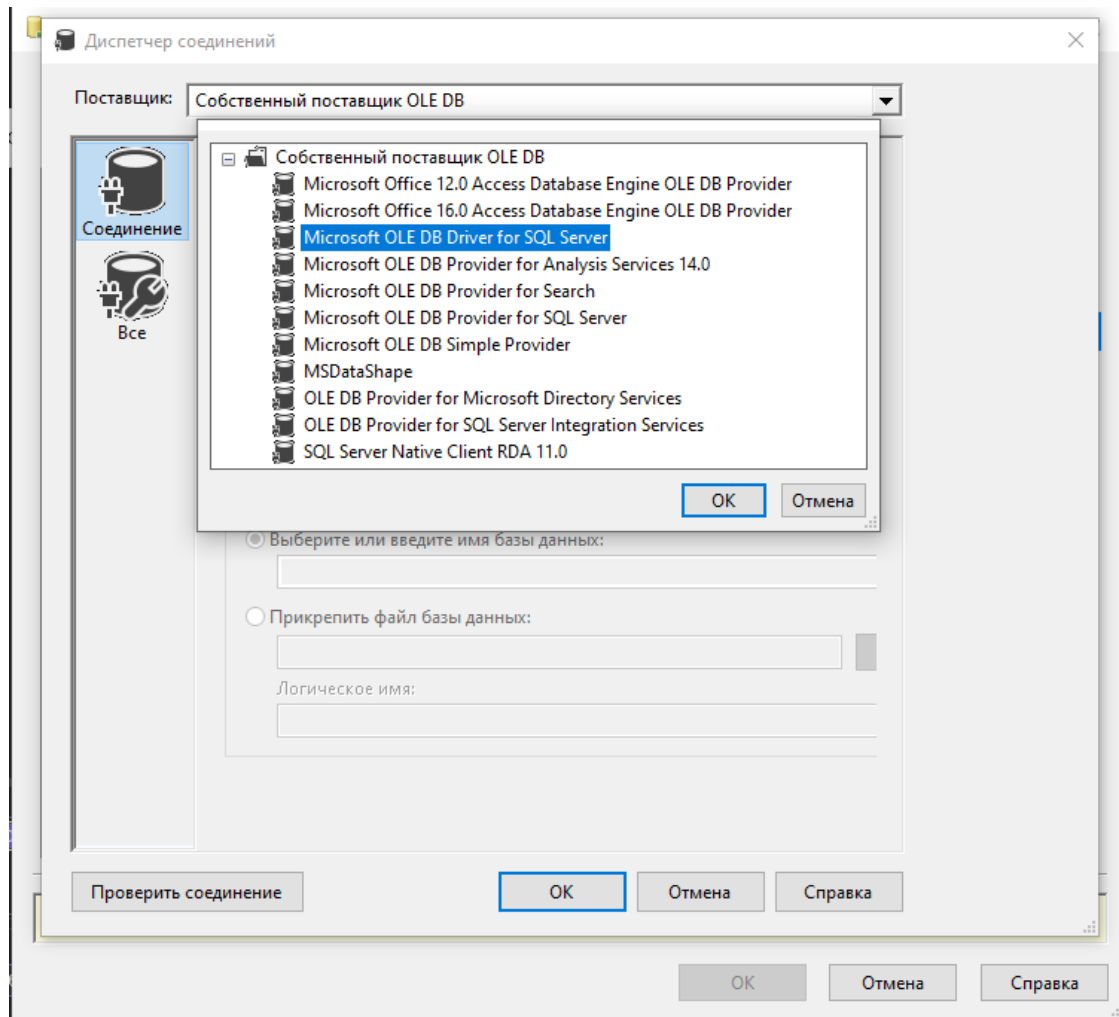 Диспетчер соединений
Поставщик: Собственный поставщик OLE DB
Собственный поставщик OLE DB
Microsoft Office 12.0 Access Database Engine OLE DB Provider
Microsoft Office 16.0 Access Database Engine OLE DB Provider
Microsoft OLE DB Driver for SQL Server
Microsoft OLE DB Provider for Analysis Services 14.0
Microsoft OLE DB Provider for Search
Microsoft OLE DB Provider for SQL Server
Microsoft OLE DB Simple Provider
MSDataShape
OLE DB Provider for Microsoft Directory Services
OLE DB Provider for SQL Server Integration Services
SQL Server Native Client RDA 11.0
Соединение
Все
OK Отмена
Выберите или введите имя базы данных:
Прикрепить файл базы данных:
Логическое имя:
Проверить соединение OK Отмена Справка
OK Отмена Справка